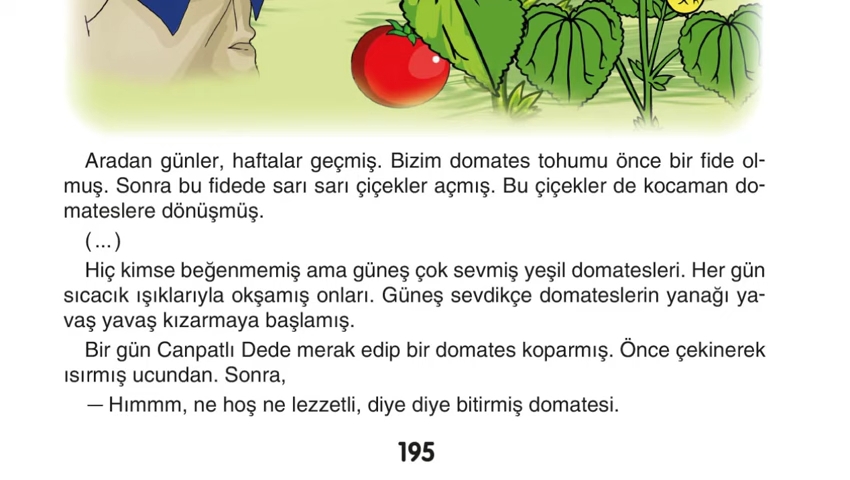 Aradan günler, haftalar geçmiş. Bizim domates tohumu önce bir fide ol-
muş. Sonra bu fidede sarı sarı çiçekler açmış. Bu çiçekler de kocaman do-
mateslere dönüşmüş.
(...)
Hiç kimse beğenmemiş ama güneş çok sevmiş yeşil domatesleri. Her gün
sıcacık ışıklarıyla okşamış onları. Güneş sevdikçe domateslerin yanağı ya-
vaş yavaş kızarmaya başlamış.
Bir gün Canpatlı Dede merak edip bir domates koparmış. Önce çekinerek
ısırmış ucundan. Sonra,
— Hımmm, ne hoş ne lezzetli, diye diye bitirmiş domatesi.
195